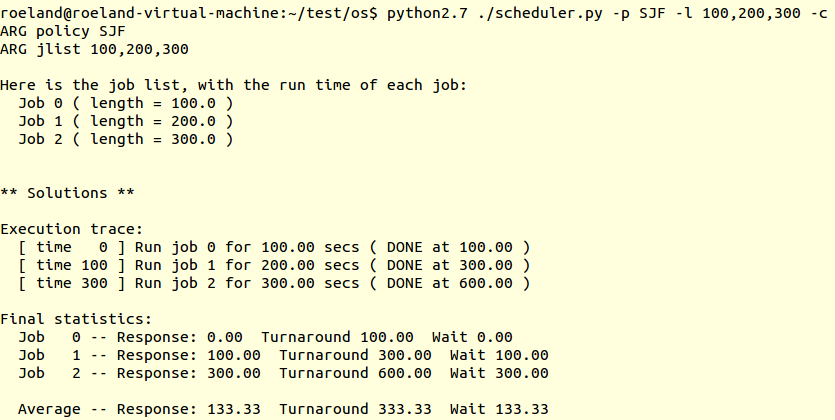 roeland@roeland-virtual-machine:~/test/os$ python2.7 ./scheduler.py -p SJF -l 100,200,300 -c
ARG policy SJF
ARG jlist 100,200,300
Here is the job list, with the run time of each job:
  Job 0 ( length = 100.0 )
  Job 1 ( length = 200.0 )
  Job 2 ( length = 300.0 )
** Solutions **
Execution trace:
  [ time   0 ] Run job 0 for 100.00 secs ( DONE at 100.00 )
  [ time 100 ] Run job 1 for 200.00 secs ( DONE at 300.00 )
  [ time 300 ] Run job 2 for 300.00 secs ( DONE at 600.00 )
Final statistics:
  Job   0 -- Response: 0.00  Turnaround 100.00  Wait 0.00
  Job   1 -- Response: 100.00  Turnaround 300.00  Wait 100.00
  Job   2 -- Response: 300.00  Turnaround 600.00  Wait 300.00
  Average -- Response: 133.33  Turnaround 333.33  Wait 133.33